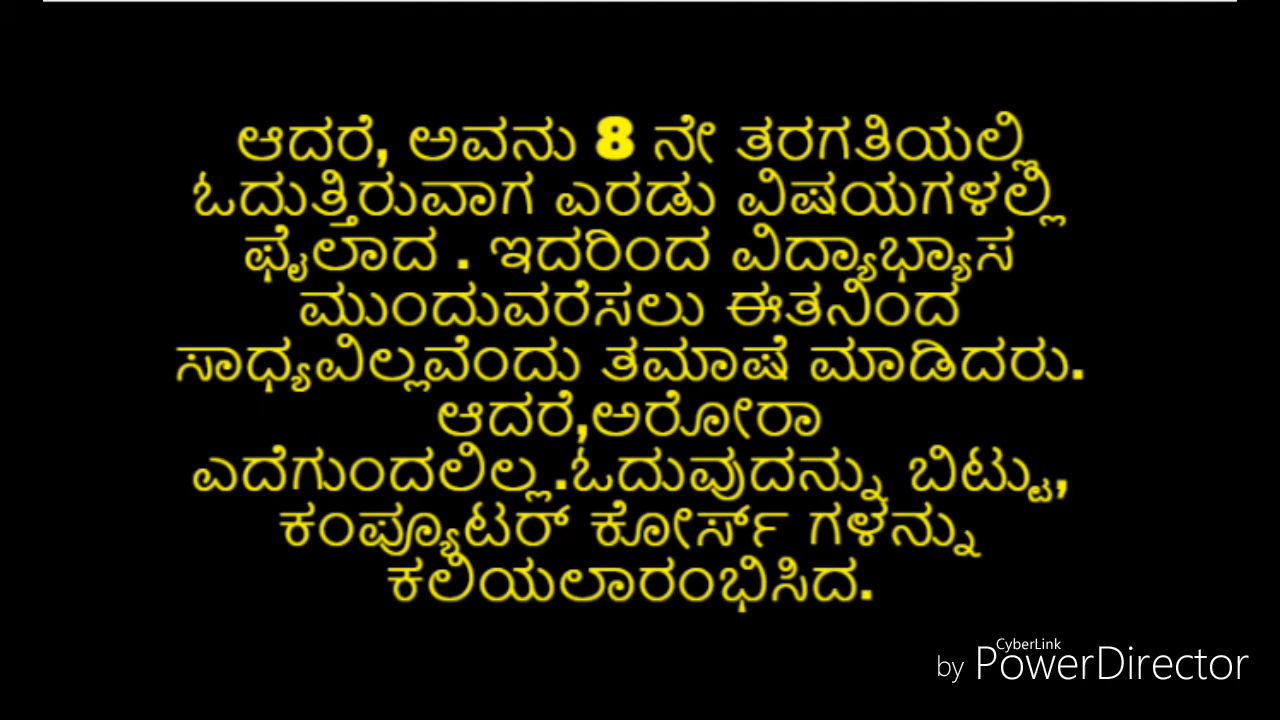 ಆದರೆ, ಅವನು 8 ನೇ ತರಗತಿಯಲ್ಲಿ
ಓದುತ್ತಿರುವಾಗ ಎರಡು ವಿಷಯಗಳಲ್ಲಿ
ಫೈಲಾದ . ಇದರಿಂದ ವಿದ್ಯಾಭ್ಯಾಸ
ಮುಂದುವರೆಸಲು ಈತನಿಂದ
ಸಾಧ್ಯವಿಲ್ಲವೆಂದು ತಮಾಷೆ ಮಾಡಿದರು.
ಆದರೆ,ಅರೋರಾ
ಎದೆಗುಂದಲಿಲ್ಲ.ಓದುವುದನ್ನು ಬಿಟ್ಟು,
ಕಂಪ್ಯೂಟರ್ ಕೋರ್ಸ್ ಗಳನ್ನು
ಕಲಿಯಲಾರಂಭಿಸಿದ.
CyberLink
by PowerDirector